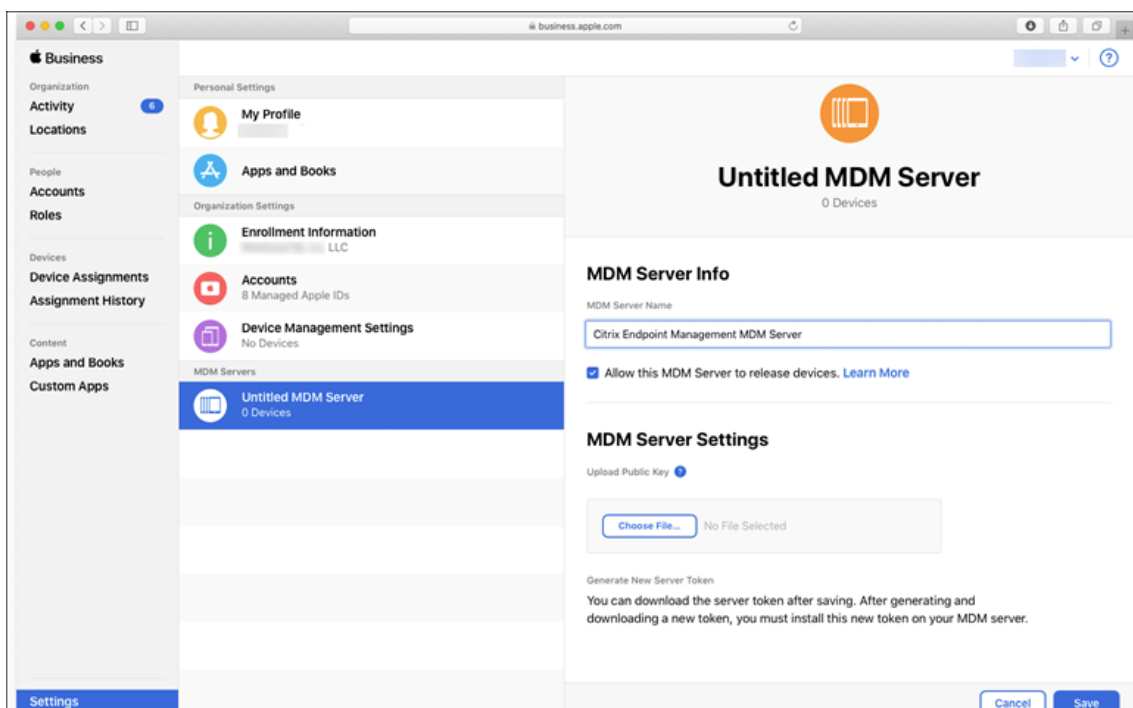 business.apple.com
Business
Organization
Activity
6
Locations
People
Accounts
Roles
Devices
Device Assignments
Assignment History
Content
Apps and Books
Custom Apps
Settings
Personal Settings
My Profile
Apps and Books
Organization Settings
Enrollment Information
LLC
Accounts
8 Managed Apple IDs
Device Management Settings
No Devices
MDM Servers
Untitled MDM Server
0 Devices
?
Untitled MDM Server
0 Devices
MDM Server Info
MDM Server Name
Citrix Endpoint Management MDM Server
Allow this MDM Server to release devices. Learn More
MDM Server Settings
Upload Public Key ?
Choose File... No File Selected
Generate New Server Token
You can download the server token after saving. After generating and
downloading a new token, you must install this new token on your MDM server.
Cancel Save